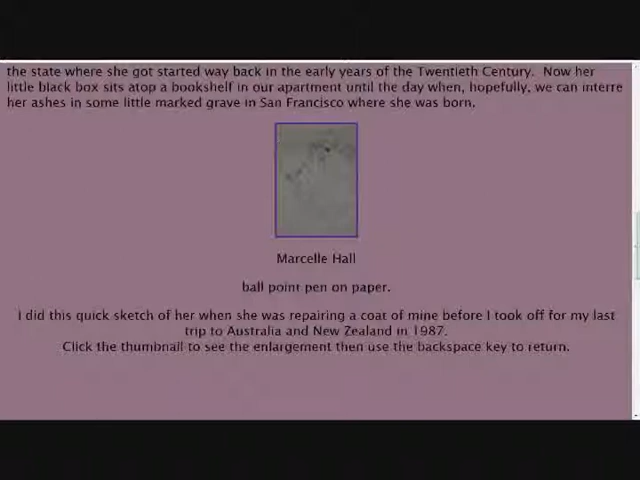 the state where she got started way back in the early years of the Twentieth Century. Now her
little black box sits atop a bookshelf in our apartment until the day when, hopefully, we can interre
her ashes in some little marked grave in San Francisco where she was born.
Marcelle Hall
ball point pen on paper.
I did this quick sketch of her when she was repairing a coat of mine before I took off for my last
trip to Australia and New Zealand in 1987.
Click the thumbnail to see the enlargement then use the backspace key to return.